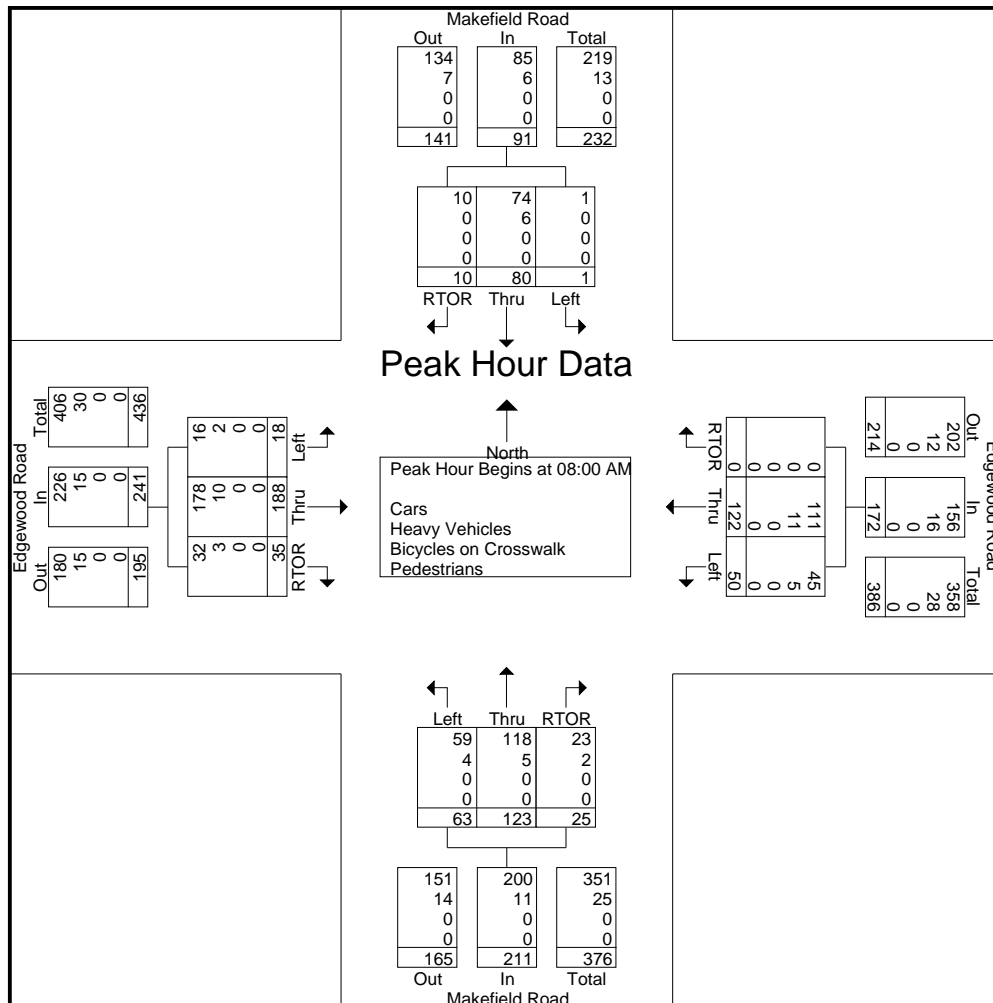 Makefield Road
Out In Total
134 85 219
7 6 13
0 0 0
0 0 0
141 91 232
10 74 1
0 6 0
0 0 0
0 0 0
10 80 1
RTOR Thru Left
Peak Hour Data
North
Peak Hour Begins at 08:00 AM
Cars
Heavy Vehicles
Bicycles on Crosswalk
Pedestrians
Edgewood Road
Out In Total
180 226 406
15 15 30
0 0 0
0 0 0
195 241 436
RTOR Thru Left
32 178 16
3 10 2
0 0 0
0 0 0
35 188 18
Edgewood Road
Out In Total
202 156 358
12 16 28
0 0 0
0 0 0
214 172 386
0 111 45
0 11 5
0 0 0
0 0 0
0 122 50
RTOR Thru Left
Left Thru RTOR
59 118 23
4 5 2
0 0 0
0 0 0
63 123 25
151 200 351
14 11 25
0 0 0
0 0 0
165 211 376
Out In Total
Makefield Road